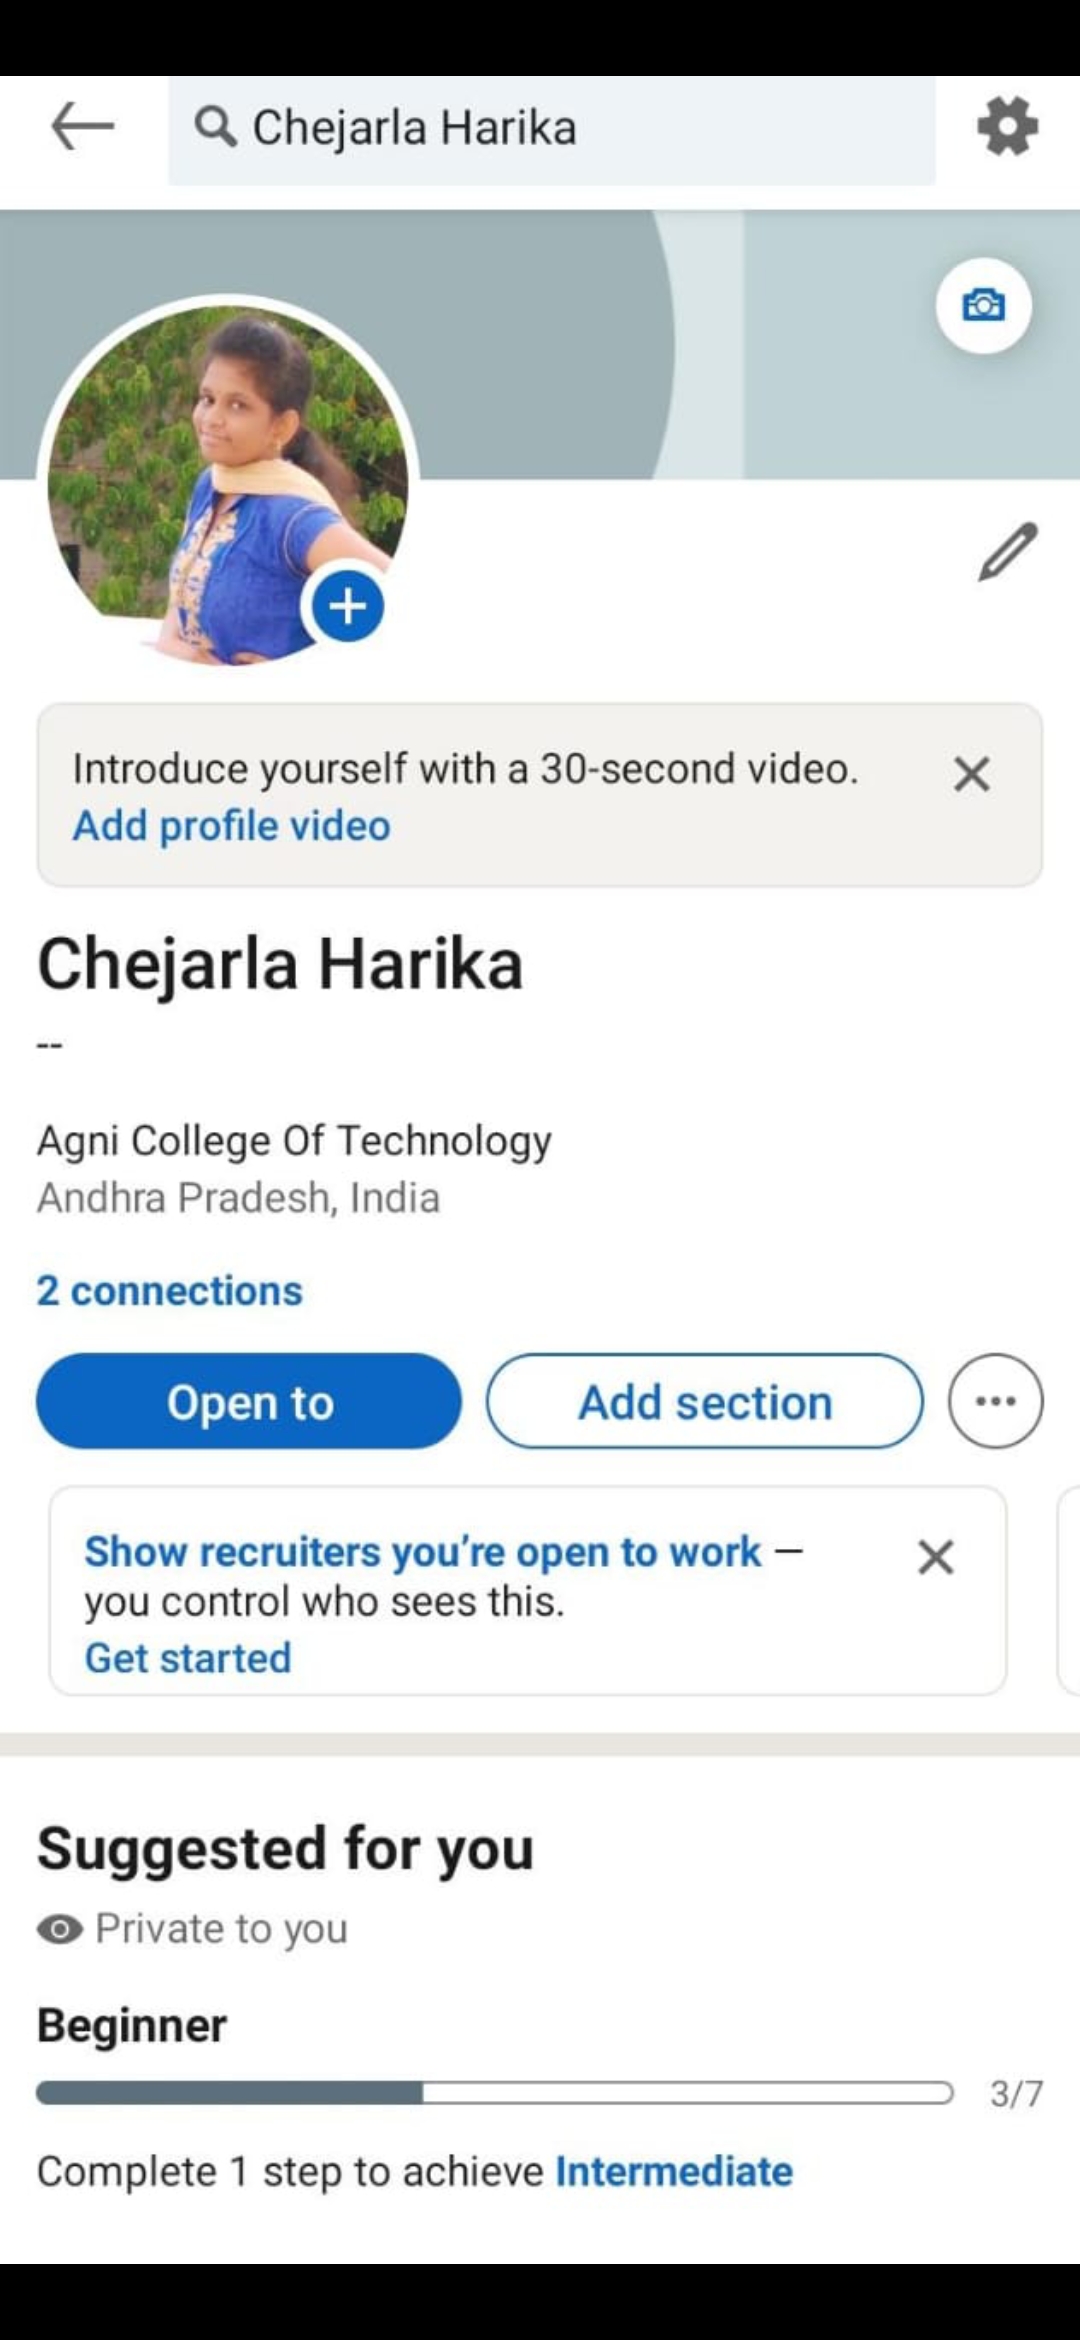 Chejarla Harika
Introduce yourself with a 30-second video.
Add profile video
Chejarla Harika
--
Agni College Of Technology
Andhra Pradesh, India
2 connections
Open to
Add section
Show recruiters you’re open to work –
you control who sees this.
Get started
Suggested for you
Private to you
Beginner
3/7
Complete 1 step to achieve Intermediate